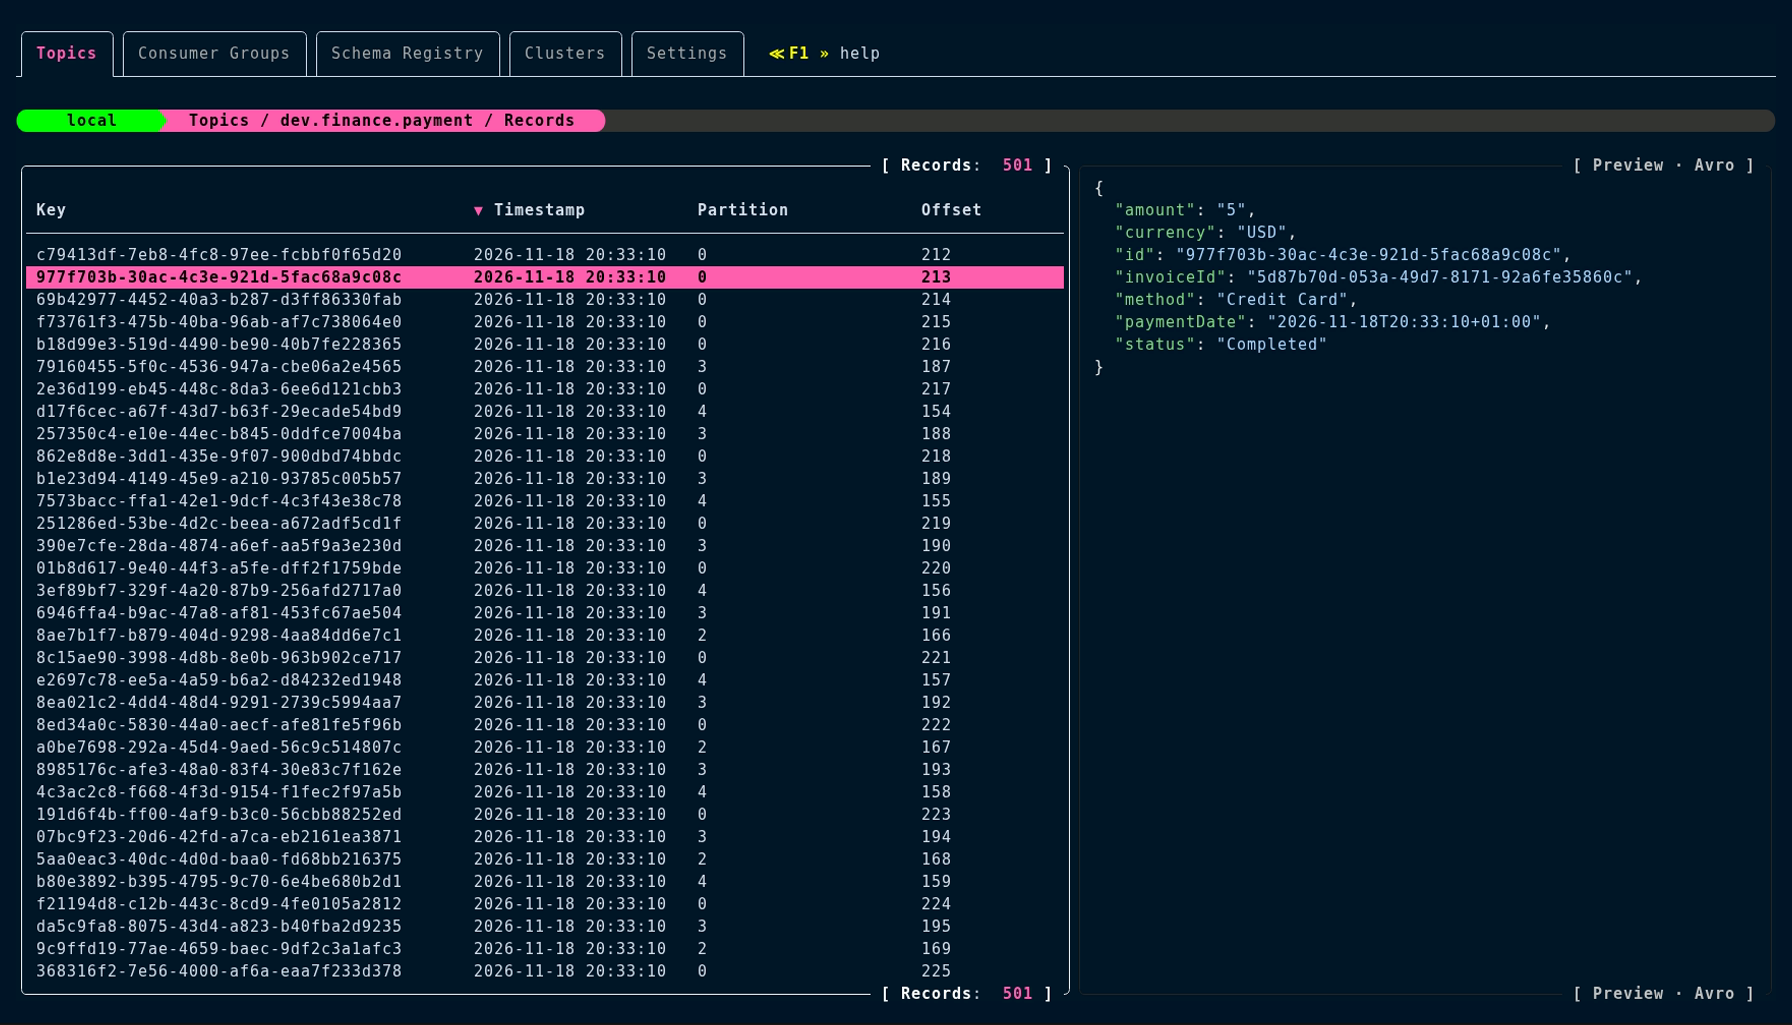 Topics Consumer Groups Schema Registry Clusters Settings ≪F1 » help
local Topics / dev.finance.payment / Records
[ Records: 501 ]
Key ▼ Timestamp Partition Offset
c79413df-7eb8-4fc8-97ee-fcbbf0f65d20 2026-11-18 20:33:10 0 212
977f703b-30ac-4c3e-921d-5fac68a9c08c 2026-11-18 20:33:10 0 213
69b42977-4452-40a3-b287-d3ff86330fab 2026-11-18 20:33:10 0 214
f73761f3-475b-40ba-96ab-af7c738064e0 2026-11-18 20:33:10 0 215
b18d99e3-519d-4490-be90-40b7fe228365 2026-11-18 20:33:10 0 216
79160455-5f0c-4536-947a-cbe06a2e4565 2026-11-18 20:33:10 3 187
2e36d199-eb45-448c-8da3-6ee6d121cbb3 2026-11-18 20:33:10 0 217
d17f6cec-a67f-43d7-b63f-29ecade54bd9 2026-11-18 20:33:10 4 154
257350c4-e10e-44ec-b845-0ddfce7004ba 2026-11-18 20:33:10 3 188
862e8d8e-3dd1-435e-9f07-900dbd74bbdc 2026-11-18 20:33:10 0 218
b1e23d94-4149-45e9-a210-93785c005b57 2026-11-18 20:33:10 3 189
7573bacc-ffa1-42e1-9dcf-4c3f43e38c78 2026-11-18 20:33:10 4 155
251286ed-53be-4d2c-beea-a672adf5cd1f 2026-11-18 20:33:10 0 219
390e7cfe-28da-4874-a6ef-aa5f9a3e230d 2026-11-18 20:33:10 3 190
01b8d617-9e40-44f3-a5fe-dff2f1759bde 2026-11-18 20:33:10 0 220
3ef89bf7-329f-4a20-87b9-256afd2717a0 2026-11-18 20:33:10 4 156
6946ffa4-b9ac-47a8-af81-453fc67ae504 2026-11-18 20:33:10 3 191
8ae7b1f7-b879-404d-9298-4aa84dd6e7c1 2026-11-18 20:33:10 2 166
8c15ae90-3998-4d8b-8e0b-963b902ce717 2026-11-18 20:33:10 0 221
e2697c78-ee5a-4a59-b6a2-d84232ed1948 2026-11-18 20:33:10 4 157
8ea021c2-4dd4-48d4-9291-2739c5994aa7 2026-11-18 20:33:10 3 192
8ed34a0c-5830-44a0-aecf-afe81fe5f96b 2026-11-18 20:33:10 0 222
a0be7698-292a-45d4-9aed-56c9c514807c 2026-11-18 20:33:10 2 167
8985176c-afe3-48a0-83f4-30e83c7f162e 2026-11-18 20:33:10 3 193
4c3ac2c8-f668-4f3d-9154-f1fec2f97a5b 2026-11-18 20:33:10 4 158
191d6f4b-ff00-4af9-b3c0-56cbb88252ed 2026-11-18 20:33:10 0 223
07bc9f23-20d6-42fd-a7ca-eb2161ea3871 2026-11-18 20:33:10 3 194
5aa0eac3-40dc-4d0d-baa0-fd68bb216375 2026-11-18 20:33:10 2 168
b80e3892-b395-4795-9c70-6e4be680b2d1 2026-11-18 20:33:10 4 159
f21194d8-c12b-443c-8cd9-4fe0105a2812 2026-11-18 20:33:10 0 224
da5c9fa8-8075-43d4-a823-b40fba2d9235 2026-11-18 20:33:10 3 195
9c9ffd19-77ae-4659-baec-9df2c3a1afc3 2026-11-18 20:33:10 2 169
368316f2-7e56-4000-af6a-eaa7f233d378 2026-11-18 20:33:10 0 225
[ Records: 501 ]
[ Preview · Avro ]
{
"amount": "5",
"currency": "USD",
"id": "977f703b-30ac-4c3e-921d-5fac68a9c08c",
"invoiceId": "5d87b70d-053a-49d7-8171-92a6fe35860c",
"method": "Credit Card",
"paymentDate": "2026-11-18T20:33:10+01:00",
"status": "Completed"
}
[ Preview · Avro ]